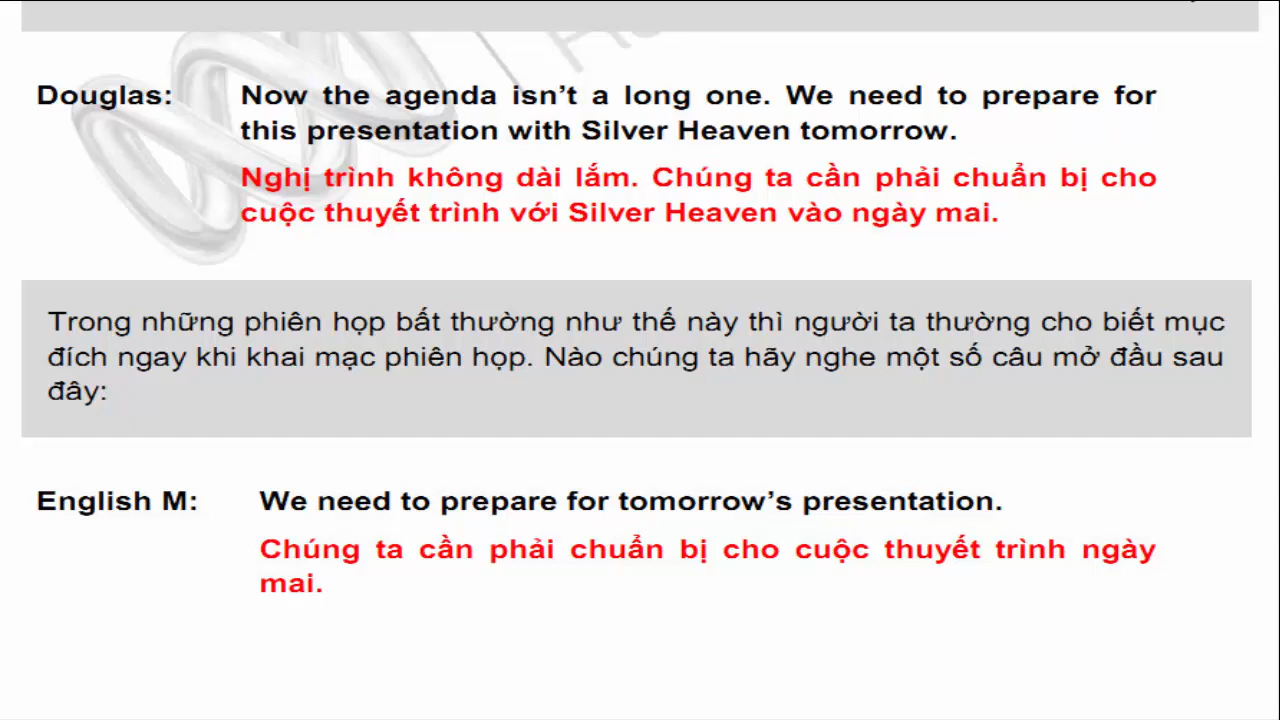 Douglas: Now the agenda isn’t a long one. We need to prepare for
this presentation with Silver Heaven tomorrow.
Nghị trình không dài lắm. Chúng ta cần phải chuẩn bị cho
cuộc thuyết trình với Silver Heaven vào ngày mai.
Trong những phiên họp bất thường như thế này thì người ta thường cho biết mục
đích ngay khi khai mạc phiên họp. Nào chúng ta hãy nghe một số câu mở đầu sau
đây:
English M: We need to prepare for tomorrow’s presentation.
Chúng ta cần phải chuẩn bị cho cuộc thuyết trình ngày
mai.